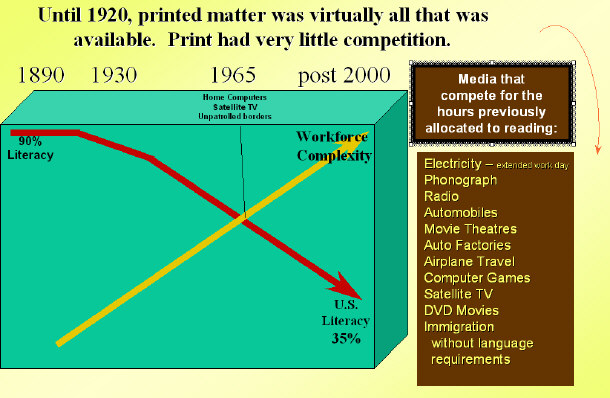 Until 1920, printed matter was virtually all that was
available.  Print had very little competition.
1890 1930 1965 post 2000
Home Computers
Satellite TV
Unpatrolled borders
90%
Literacy
Workforce
Complexity
U.S.
Literacy
35%
Media that
compete for the
hours previously
allocated to reading:
Electricity – extended work day
Phonograph
Radio
Automobiles
Movie Theatres
Auto Factories
Airplane Travel
Computer Games
Satellite TV
DVD Movies
Immigration
without language
requirements